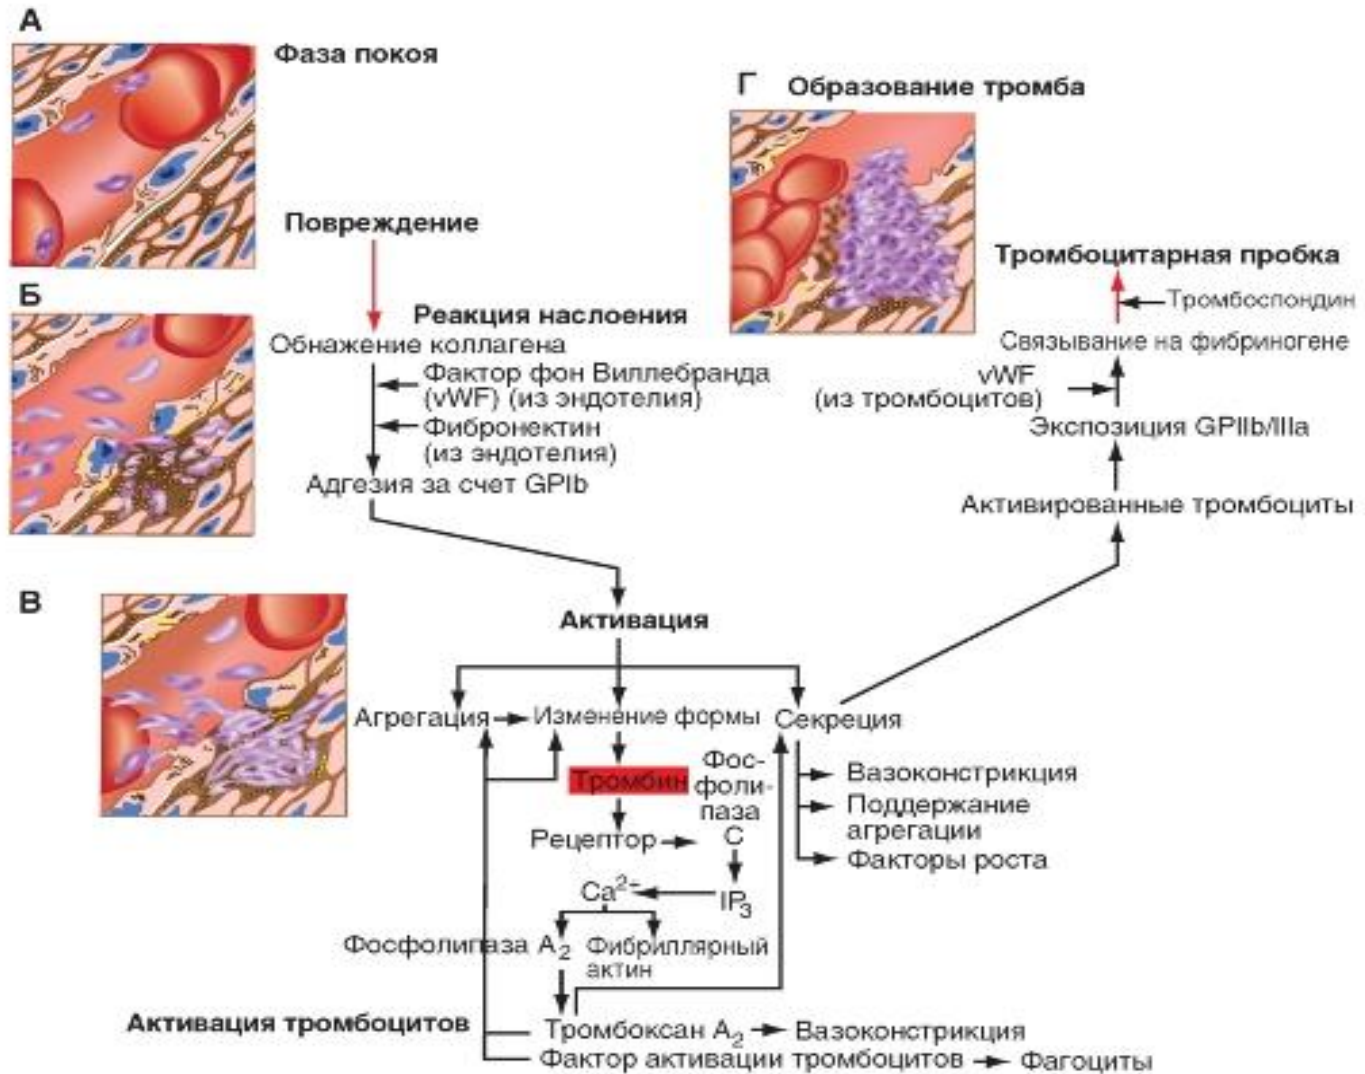 А
Фаза покоя
Повреждение
Б
Реакция наслоения
Обнажение коллагена
Фактор фон Виллебранда
(vWF) (из эндотелия)
Фибронектин
(из эндотелия)
Адгезия за счет GPIb
Г Образование тромба
Тромбоцитарная пробка
Тромбоспондин
Связывание на фибриногене
vWF
(из тромбоцитов)
Экспозиция GPIIb/IIIa
Активированные тромбоциты
В
Активация
Агрегация
Изменение формы
Секреция
Тромбин
Фос-
фоли-
паза
C
Рецептор
IP3
Ca2+
Фосфолипаза A2
Фибриллярный
актин
Вазоконстрикция
Поддержание
агрегации
Факторы роста
Активация тромбоцитов
Тромбоксан A2
Вазоконстрикция
Фактор активации тромбоцитов
Фагоциты